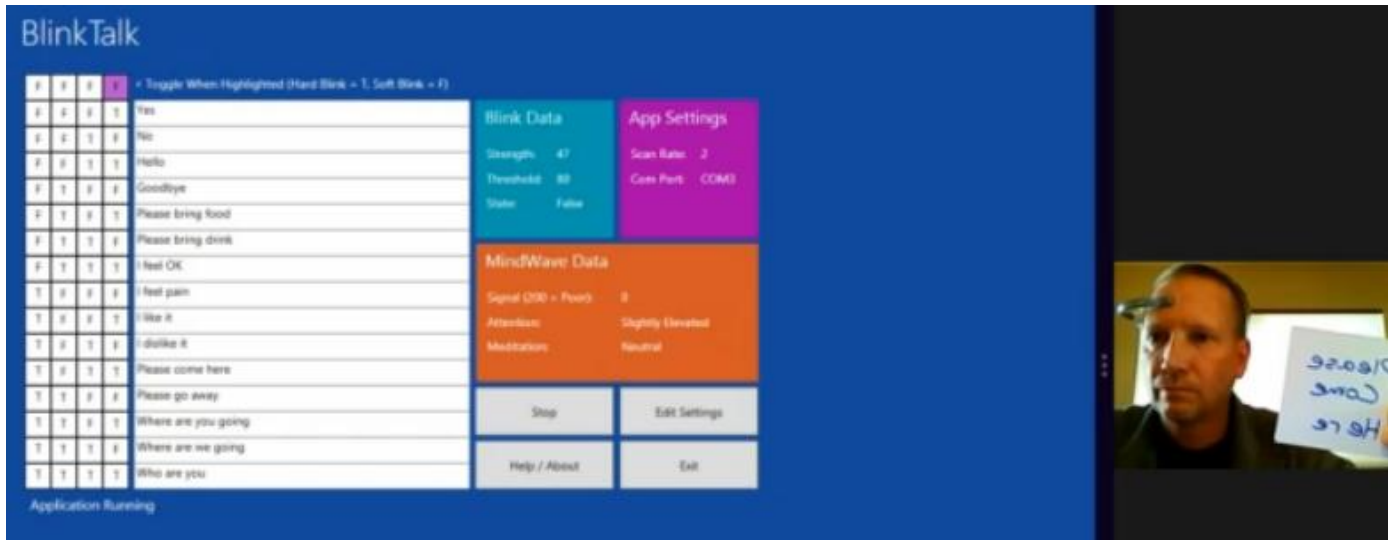 BlinkTalk
F F F F < Toggle When Highlighted (Hard Blink = T, Soft Blink = F)
F F F T Yes
F F T F No
F F T T Hello
F T F F Goodbye
F T F T Please bring food
F T T F Please bring drink
F T T T I feel OK
T F F F I feel pain
T F F T I like it
T F T F I dislike it
T F T T Please come here
T T F F Please go away
T T F T Where are you going
T T T F Where are we going
T T T T Who are you
Application Running
Blink Data
Strength: 47
Threshold: 80
State: False
App Settings
Scan Rate: 2
Com Port: COM3
MindWave Data
Signal (200 = Poor): 0
Attention: Slightly Elevated
Meditation: Neutral
Stop
Edit Settings
Help / About
Exit
Please
Come
Here